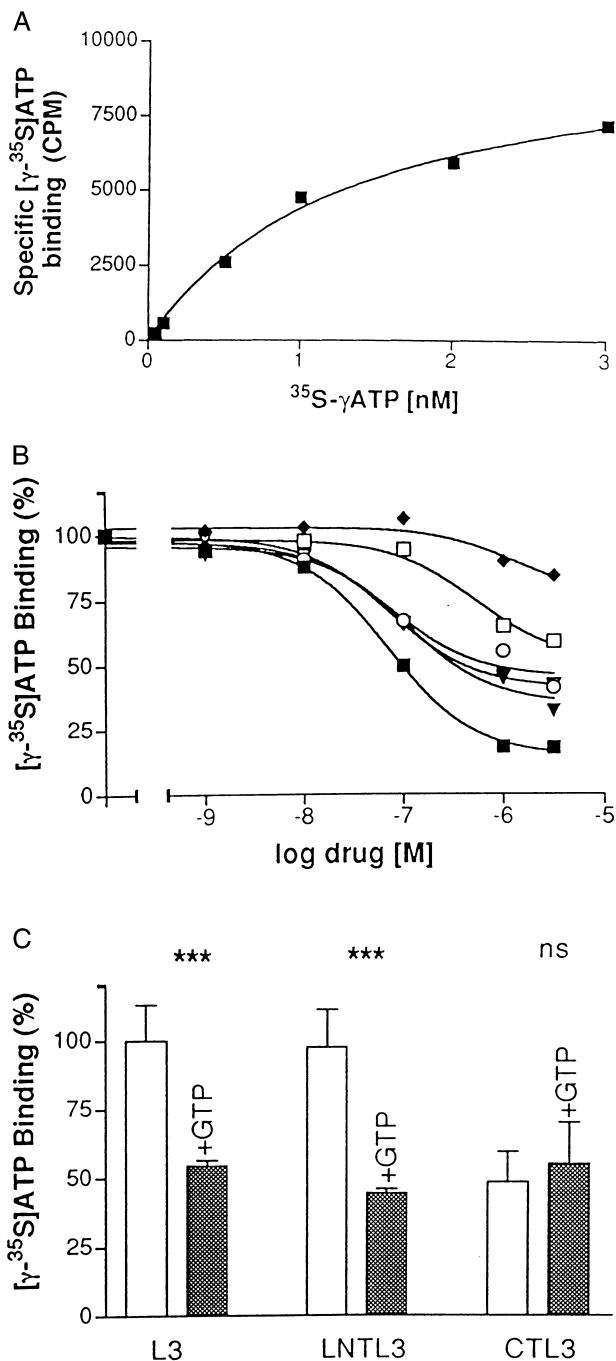 A
10000
7500
5000
2500
0
Specific [γ-³⁵S]ATP
binding (CPM)
0 1 2 3
³⁵S-γATP [nM]
B
100
75
50
25
0
[γ-³⁵S]ATP Binding (%)
-9 -8 -7 -6 -5
log drug [M]
C
*** *** ns
100
75
50
25
0
[γ-³⁵S]ATP Binding (%)
+GTP +GTP +GTP
L3 LNTL3 CTL3